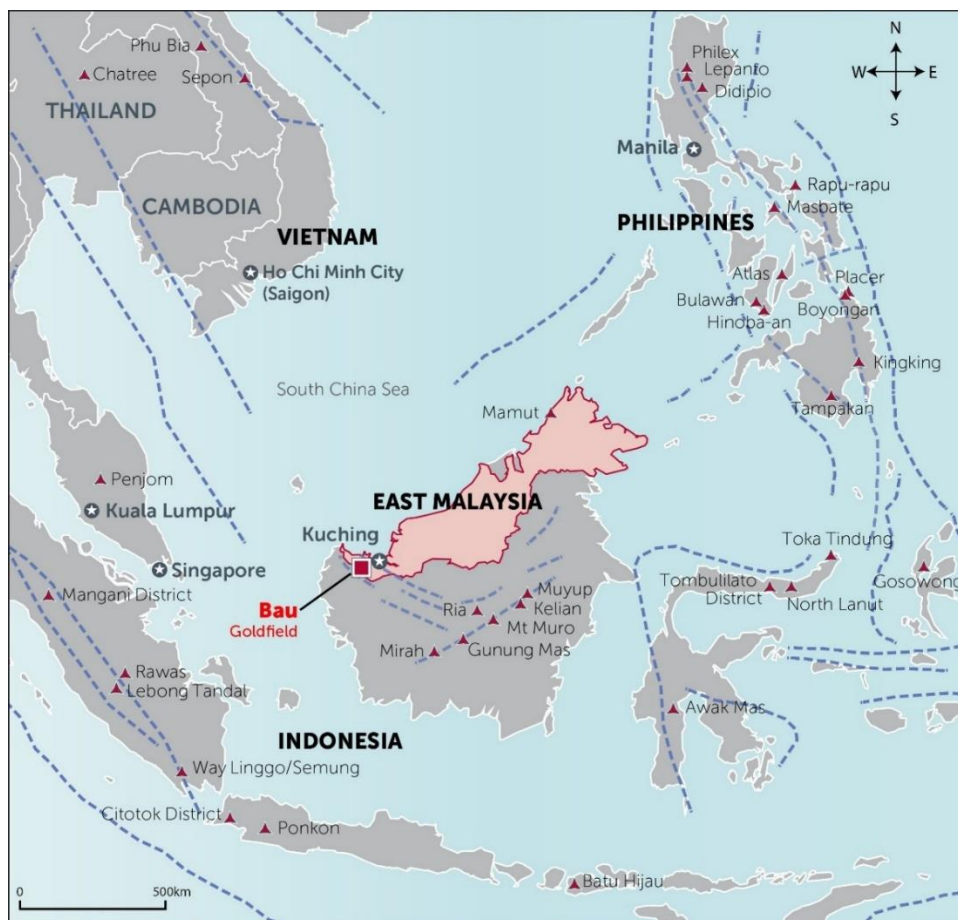 N
W
E
S
Phu Bia
Chatree
Sepon
THAILAND
CAMBODIA
VIETNAM
Ho Chi Minh City
(Saigon)
Philex
Lepanto
Didipio
Manila
Rapu-rapu
Masbate
PHILIPPINES
Atlas
Placer
Bulawan
Boyongan
Hinoba-an
Kingking
Tampakan
South China Sea
Mamut
Penjom
Kuala Lumpur
EAST MALAYSIA
Kuching
Singapore
Mangani District
Bau
Goldfield
Toka Tindung
Tombulilato
District
Gosowong
North Lanut
Muyup
Ria
Kelian
Mt Muro
Mirah
Gunung Mas
Rawas
Lebong Tandal
Awak Mas
INDONESIA
Way Linggo/Semung
Citotok District
Ponkon
Batu Hijau
0
500km